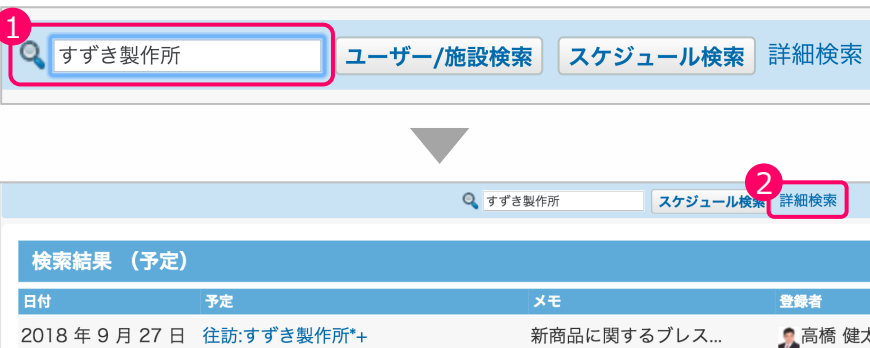 1
すずき製作所 ユーザー/施設検索 スケジュール検索 詳細検索
すずき製作所 スケジュール検索 2 詳細検索
検索結果 （予定）
日付 予定 メモ 登録者
2018 年 9 月 27 日 往訪:すずき製作所*+ 新商品に関するブレス... 高橋 健太